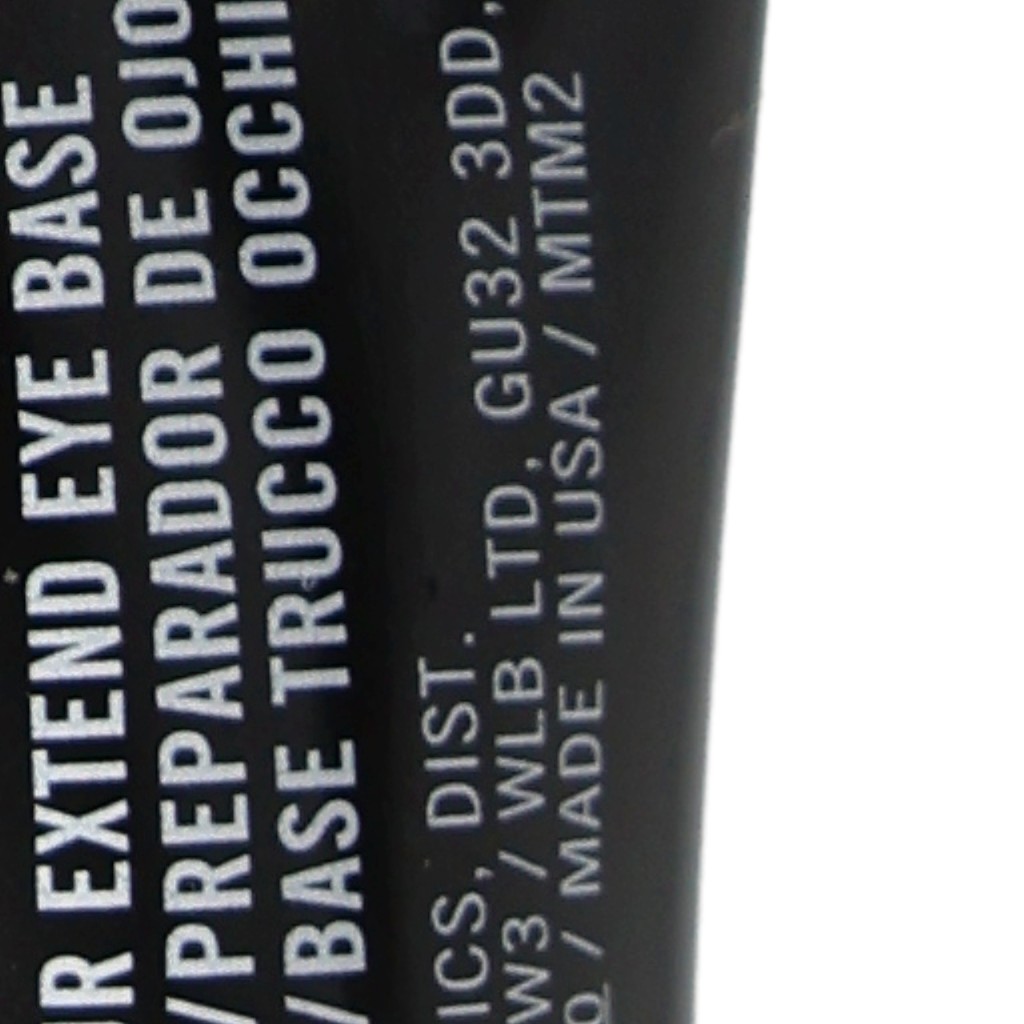 EXTEND EYE BASE
/ PREPARADOR DE OJO
/ BASE TRUCCO OCCHI
ICS, DIST.
W3 / WLB LTD, GU32 3DD,
/ MADE IN USA / MTM2